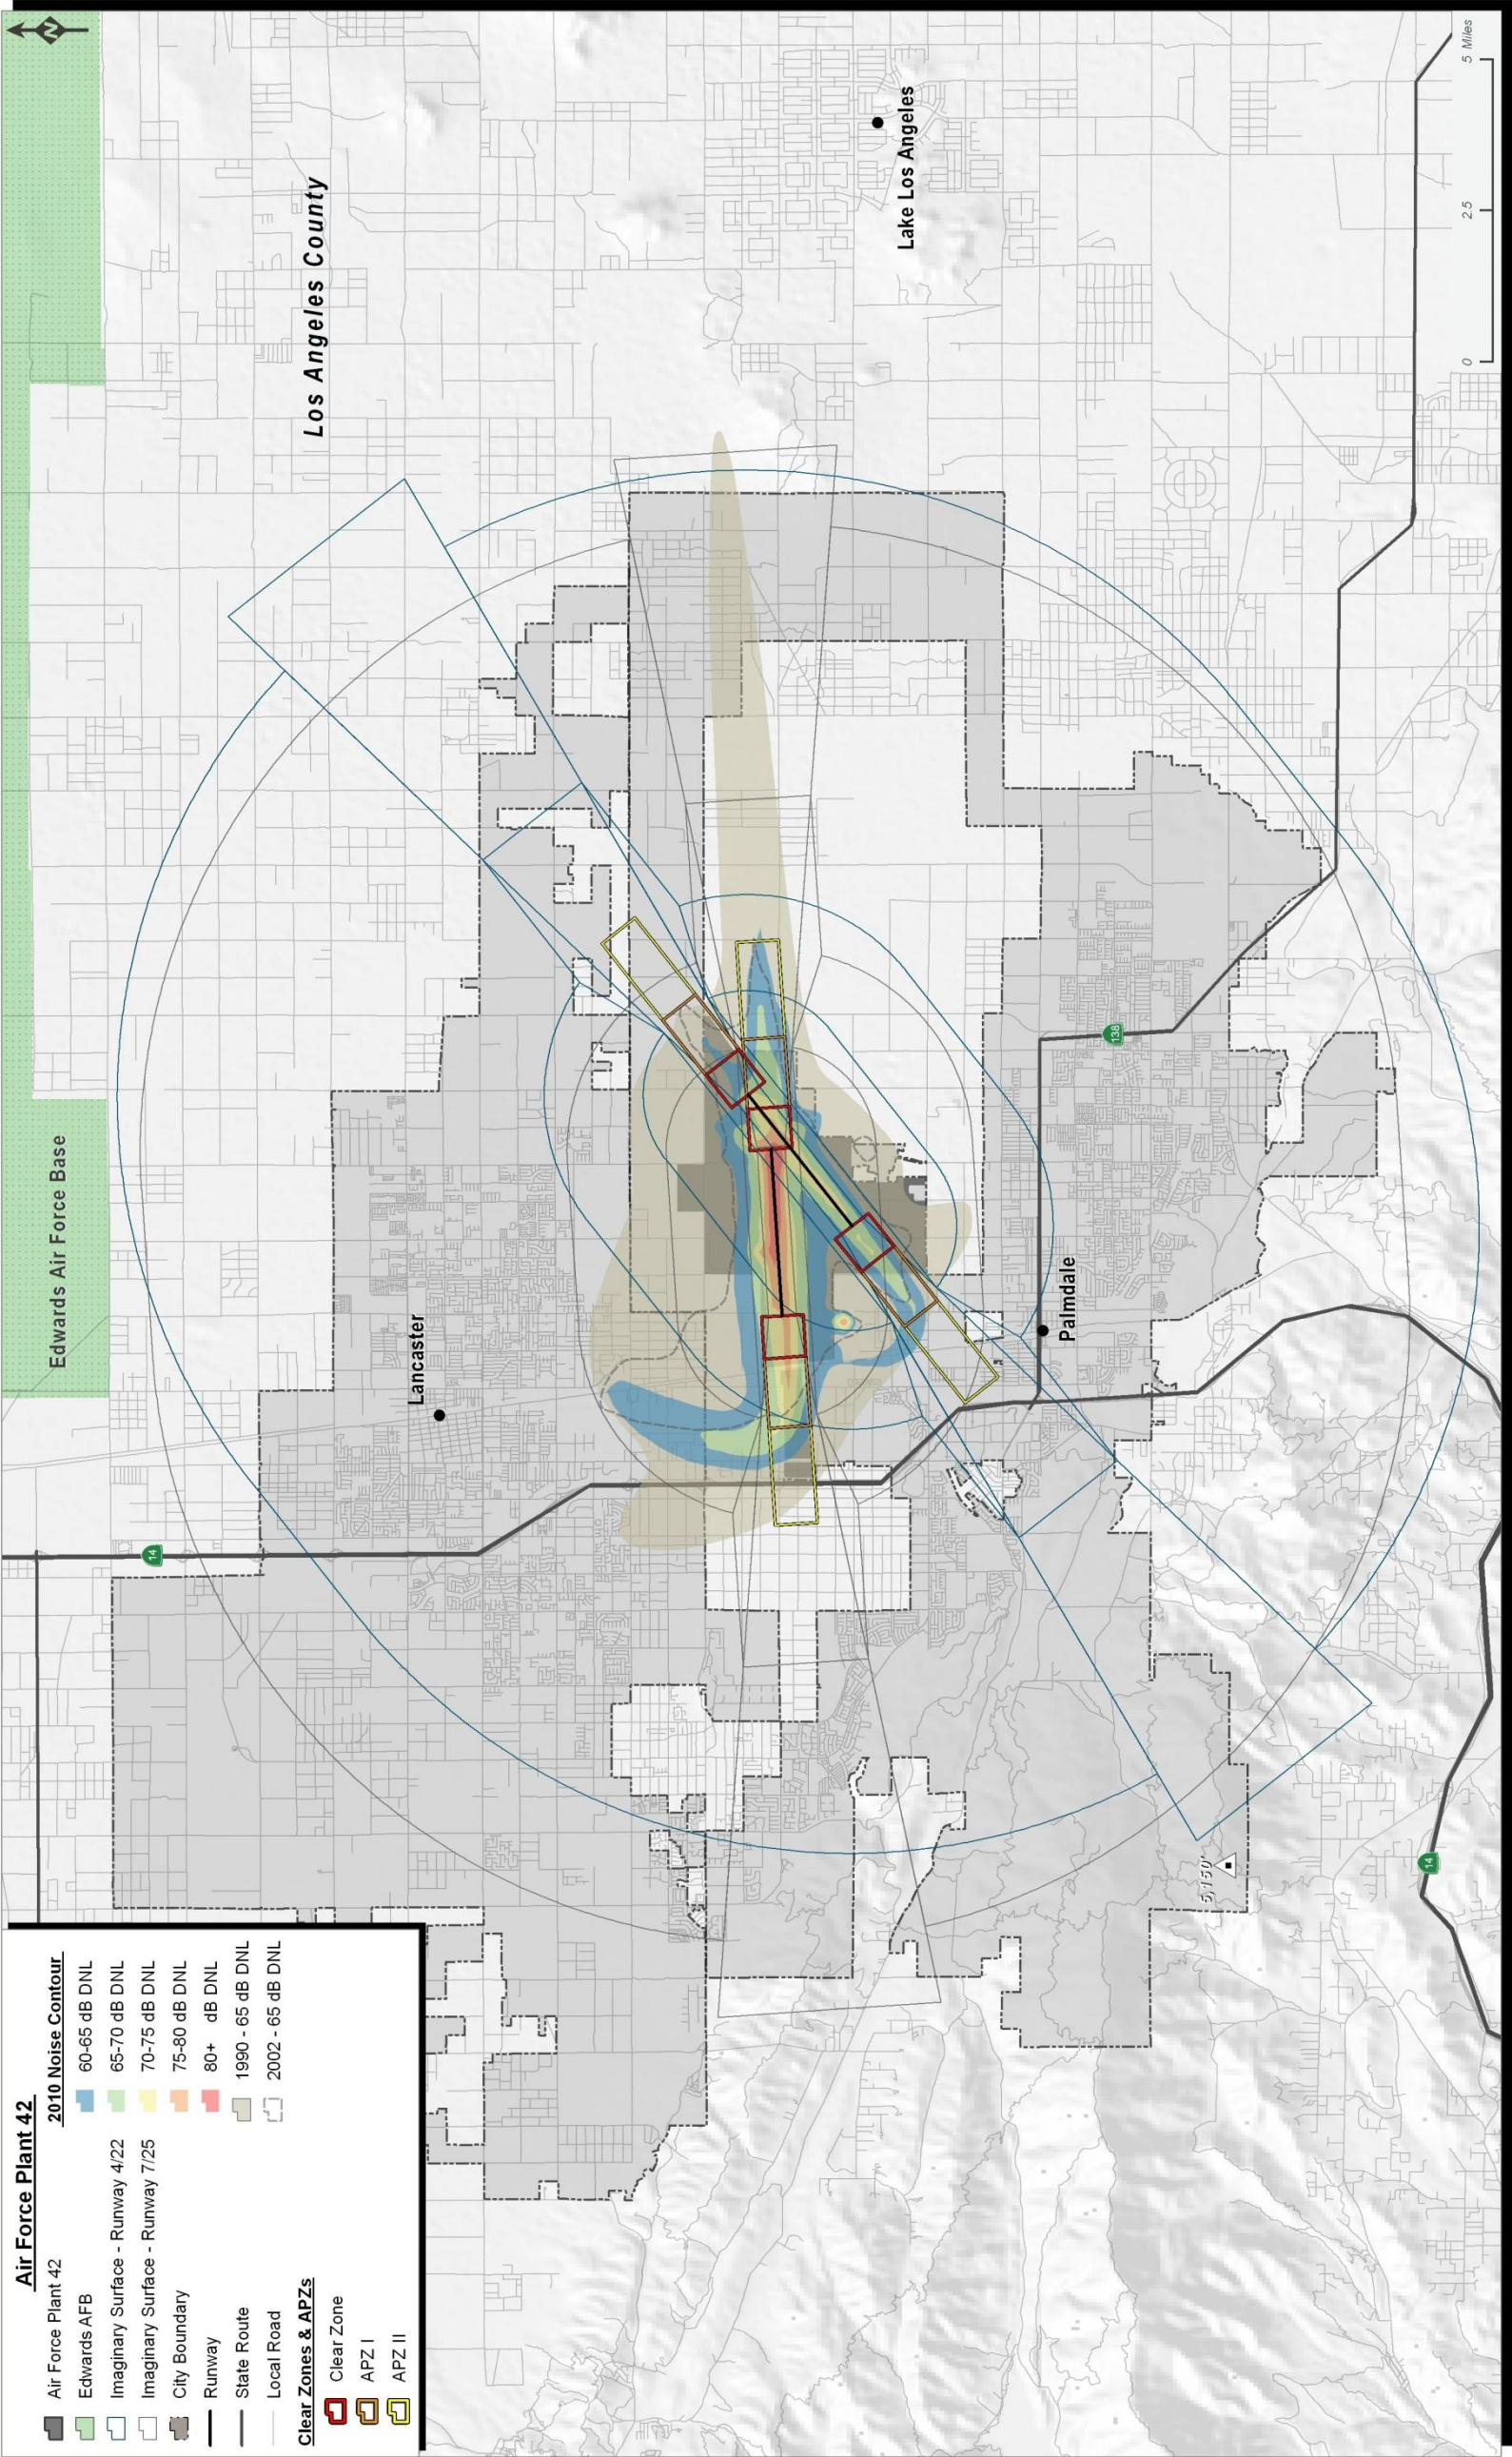 Air Force Plant 42
Air Force Plant 42
Edwards AFB
Imaginary Surface - Runway 4/22
Imaginary Surface - Runway 7/25
City Boundary
Runway
State Route
Local Road
Clear Zones & APZs
Clear Zone
APZ I
APZ II
2010 Noise Contour
60-65 dB DNL
65-70 dB DNL
70-75 dB DNL
75-80 dB DNL
80+ dB DNL
1990 - 65 dB DNL
2002 - 65 dB DNL
N
Edwards Air Force Base
Los Angeles County
14
Lancaster
Lake Los Angeles
Palmdale
138
5,150'
14
0
2.5
5 Miles